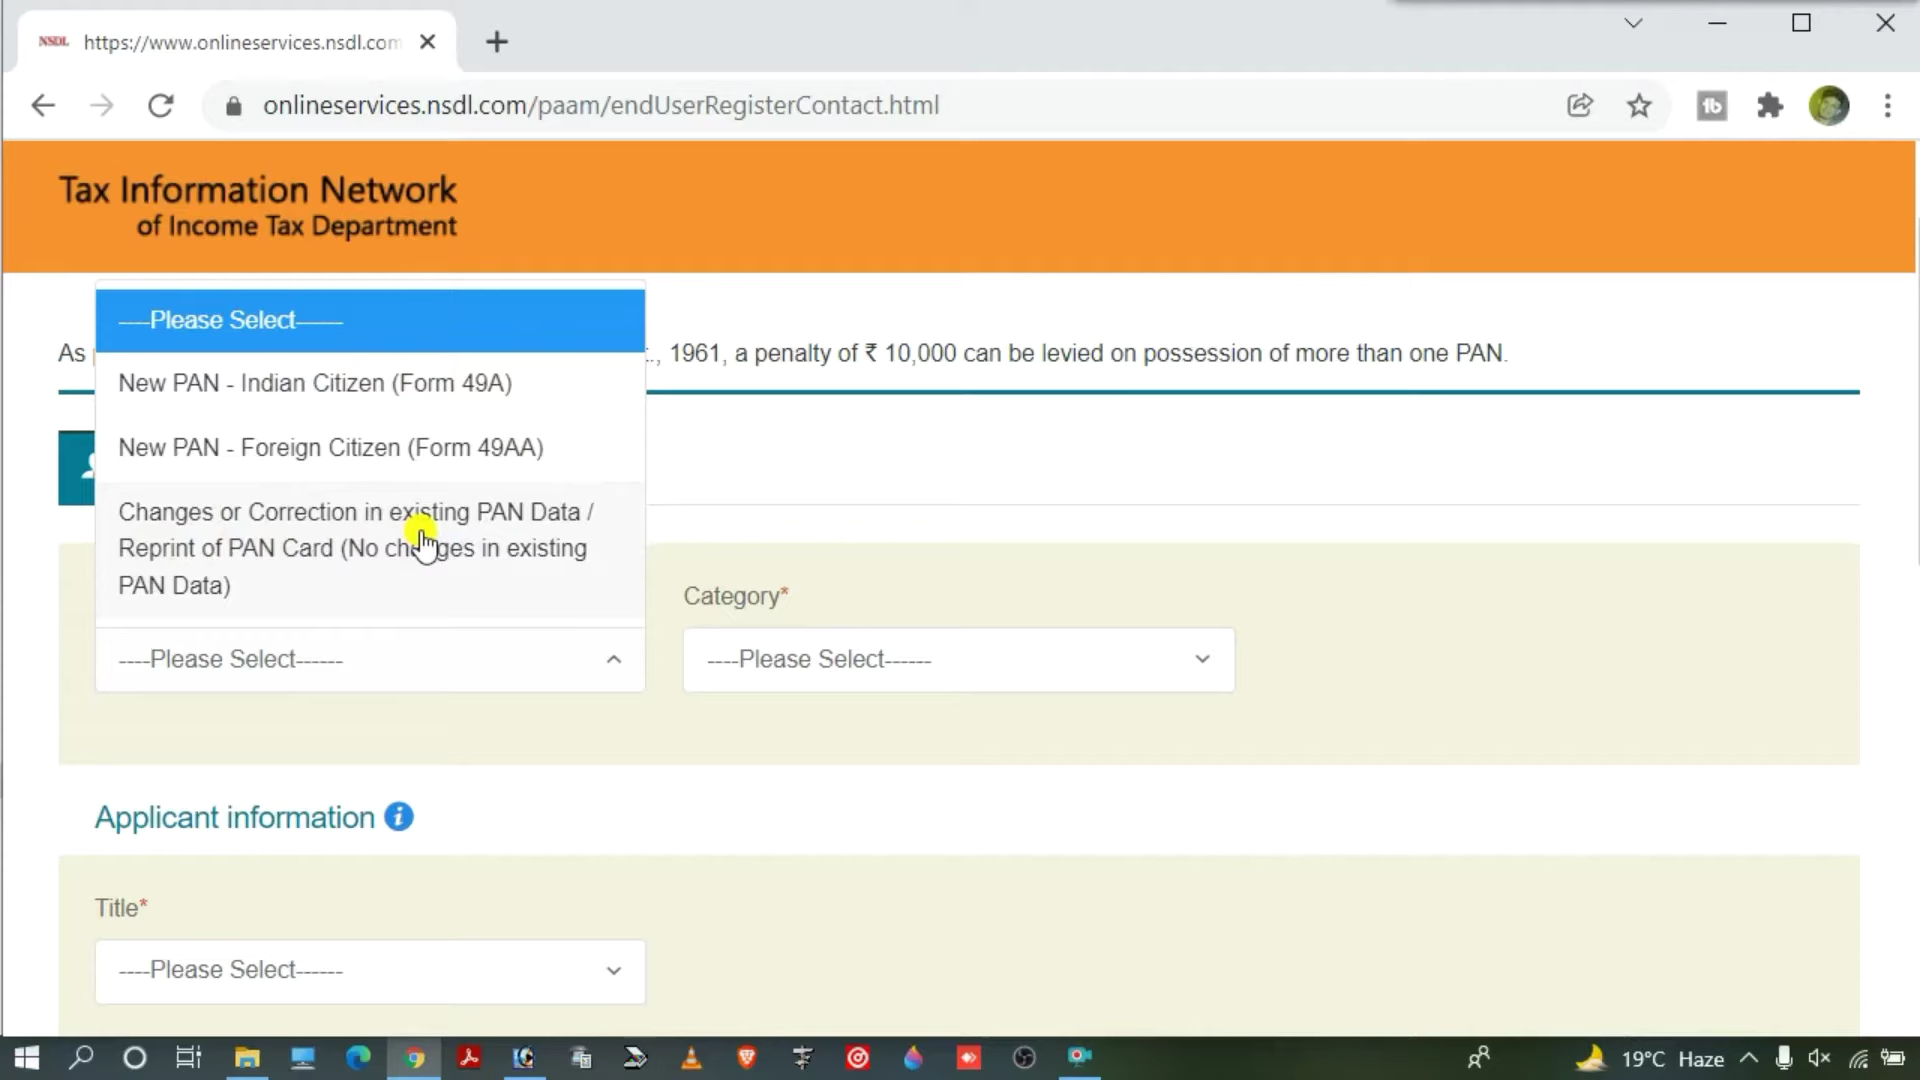 NSDL https://www.onlineservices.nsdl.com
onlineservices.nsdl.com/paam/endUserRegisterContact.html
Tax Information Network
of Income Tax Department
----Please Select------
As , 1961, a penalty of ₹ 10,000 can be levied on possession of more than one PAN.
New PAN - Indian Citizen (Form 49A)
New PAN - Foreign Citizen (Form 49AA)
Changes or Correction in existing PAN Data /
Reprint of PAN Card (No changes in existing
PAN Data)
Category*
----Please Select------
----Please Select------
Applicant information
Title*
----Please Select------
19°C Haze